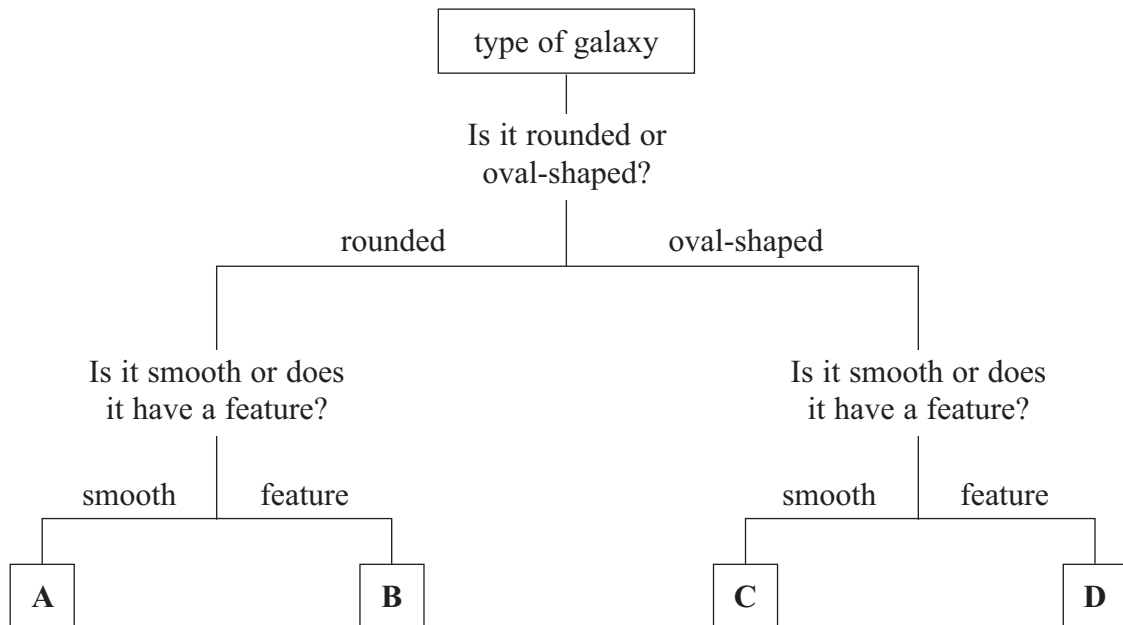 type of galaxy
Is it rounded or
oval-shaped?
rounded
oval-shaped
Is it smooth or does
it have a feature?
Is it smooth or does
it have a feature?
smooth
feature
smooth
feature
A
B
C
D